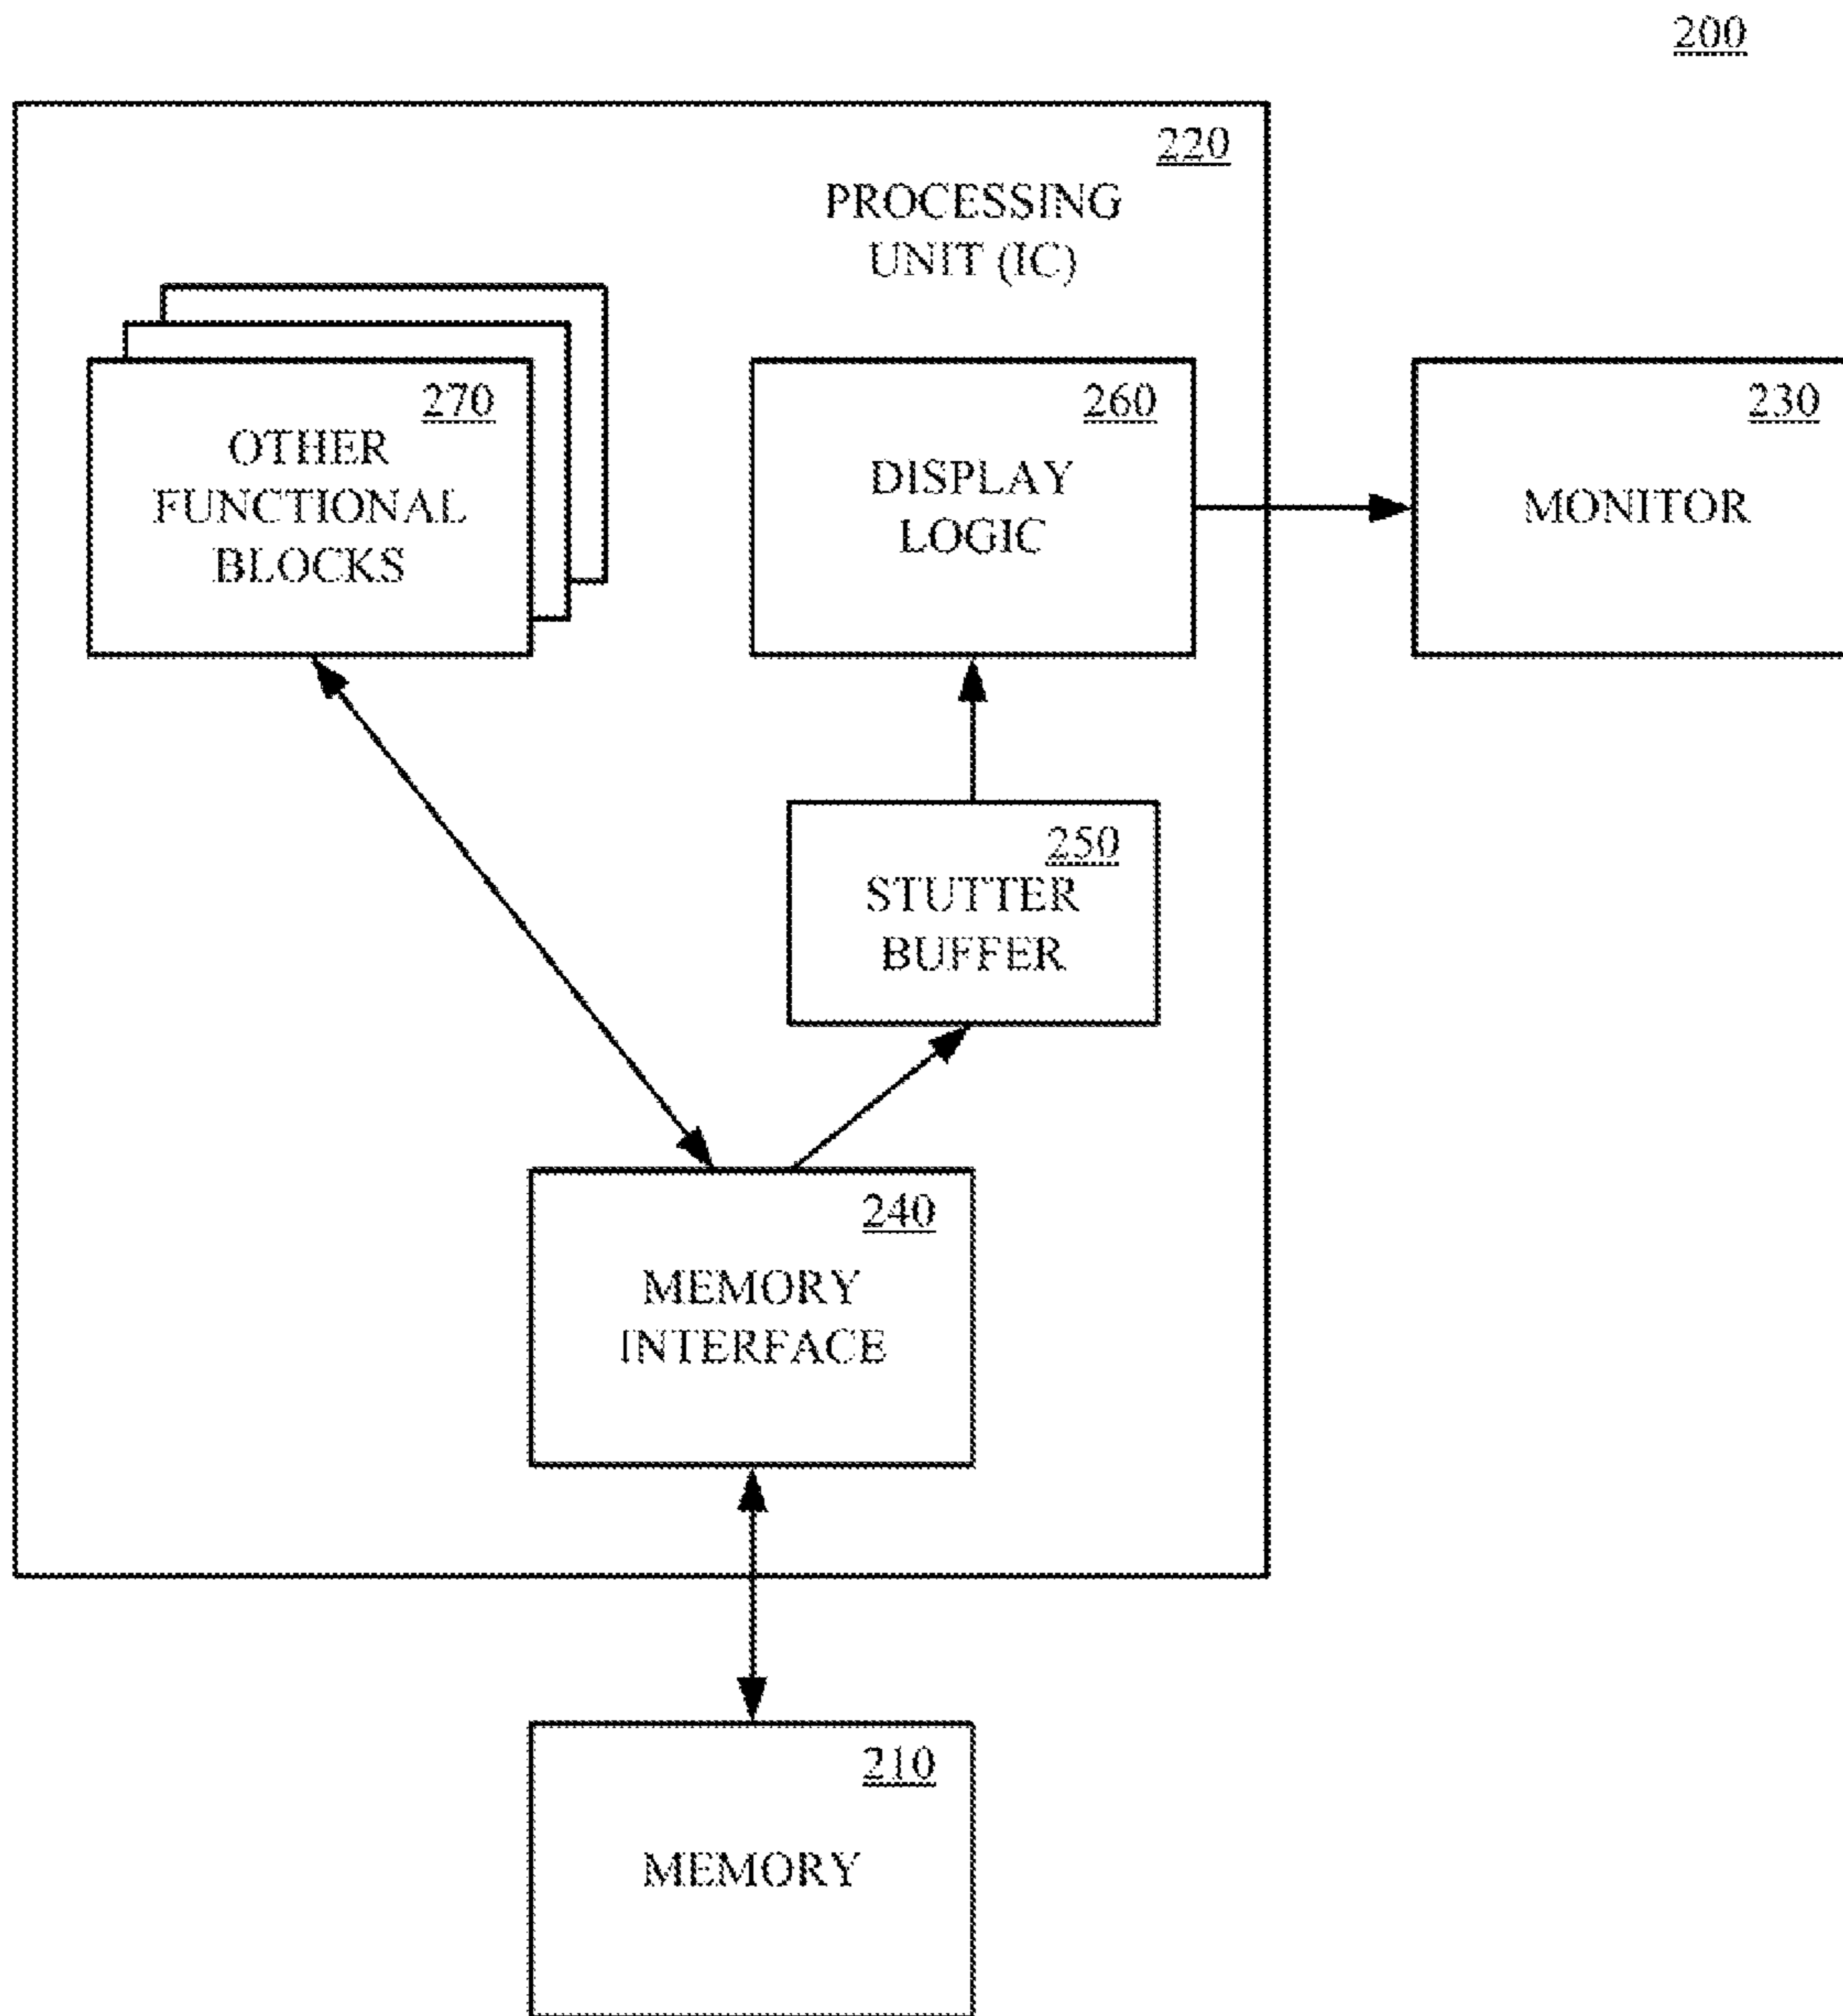 200
220
PROCESSING
UNIT (IC)
270
OTHER
FUNCTIONAL
BLOCKS
260
DISPLAY
LOGIC
230
MONITOR
250
STUTTER
BUFFER
240
MEMORY
INTERFACE
210
MEMORY